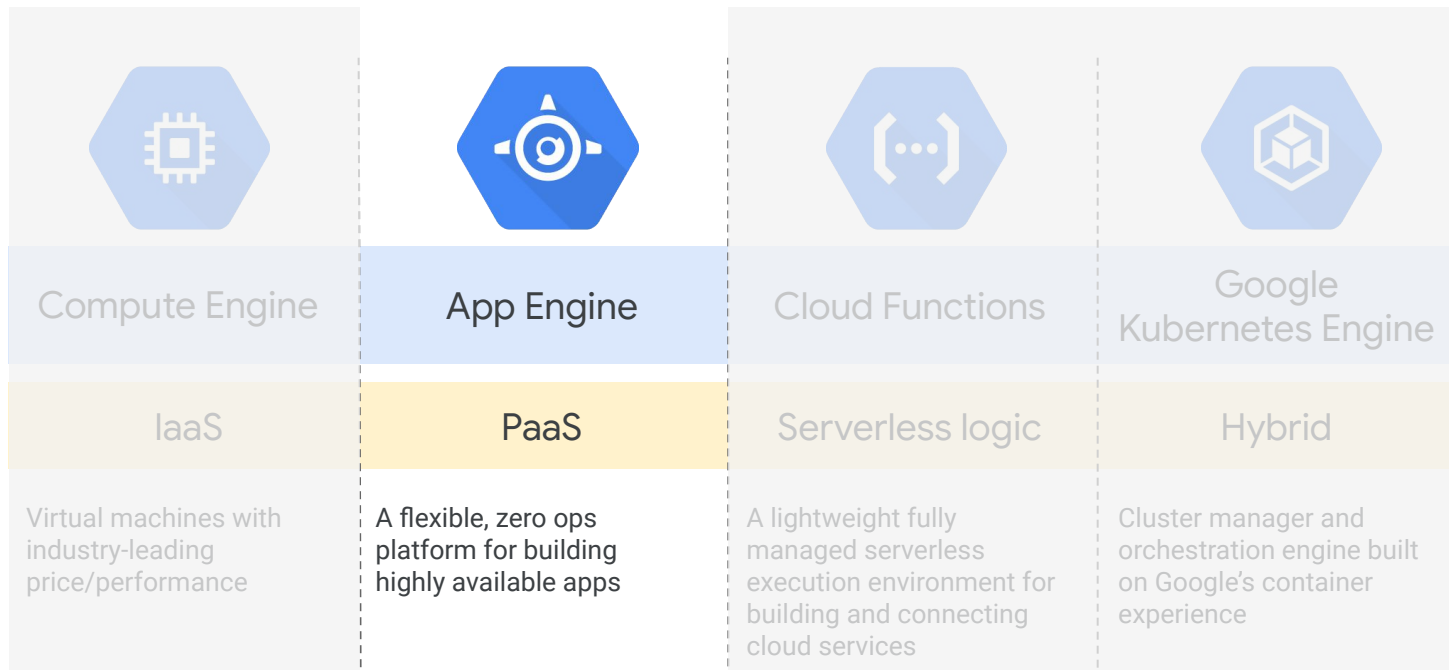 Compute Engine
App Engine
Cloud Functions
Google
Kubernetes Engine
IaaS
PaaS
Serverless logic
Hybrid
Virtual machines with
industry-leading
price/performance
A flexible, zero ops
platform for building
highly available apps
A lightweight fully
managed serverless
execution environment for
building and connecting
cloud services
Cluster manager and
orchestration engine built
on Google’s container
experience